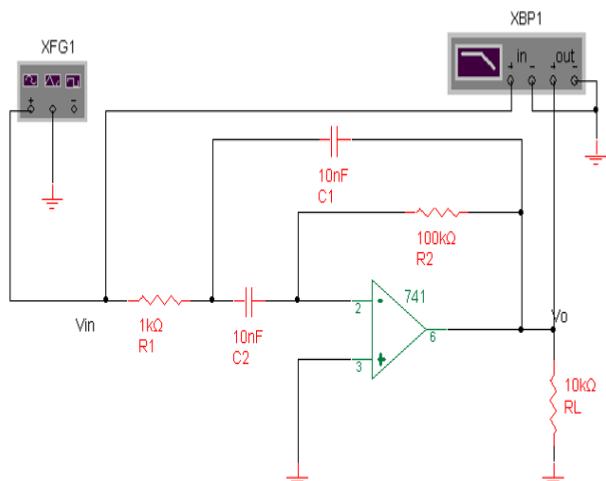 XFG1
XBP1
in out
+ - + -
+ -
10nF
C1
100kΩ
R2
741
2
-
Vin
1kΩ
R1
10nF
C2
3
+
6
Vo
10kΩ
RL